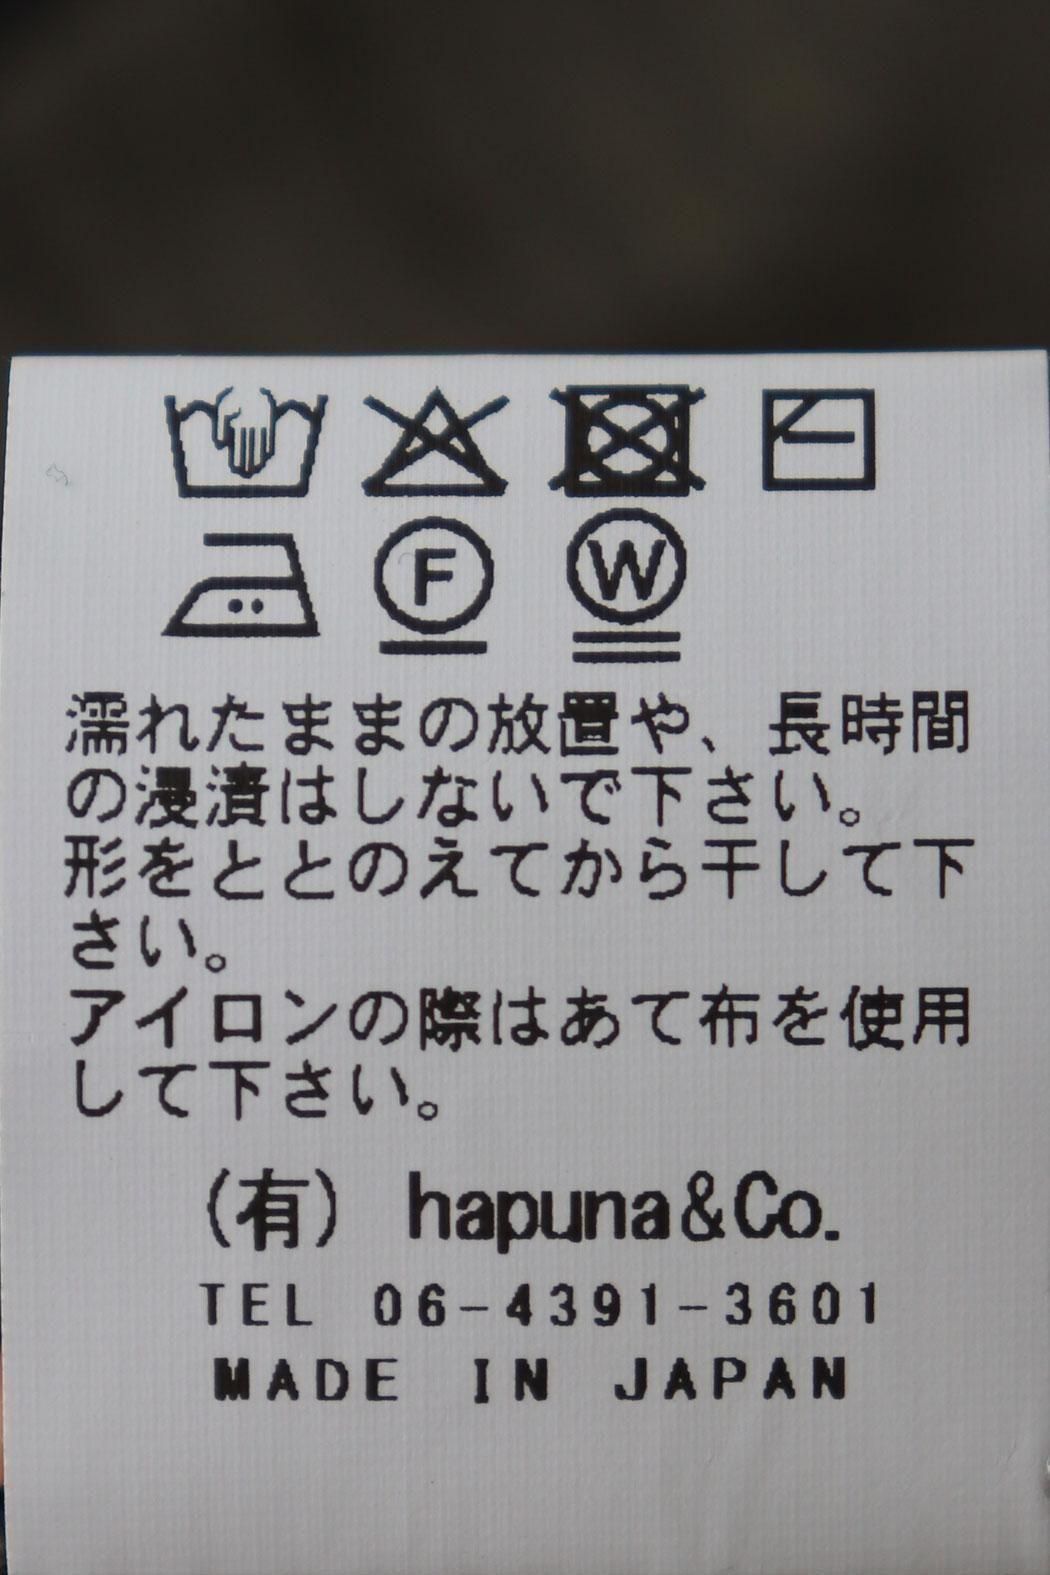 F W
濡れたままの放置や、長時間
の浸漬はしないで下さい。
形をととのえてから干して下
さい。
アイロンの際はあて布を使用
して下さい。
(有) hapuna&Co.
TEL 06-4391-3601
MADE IN JAPAN